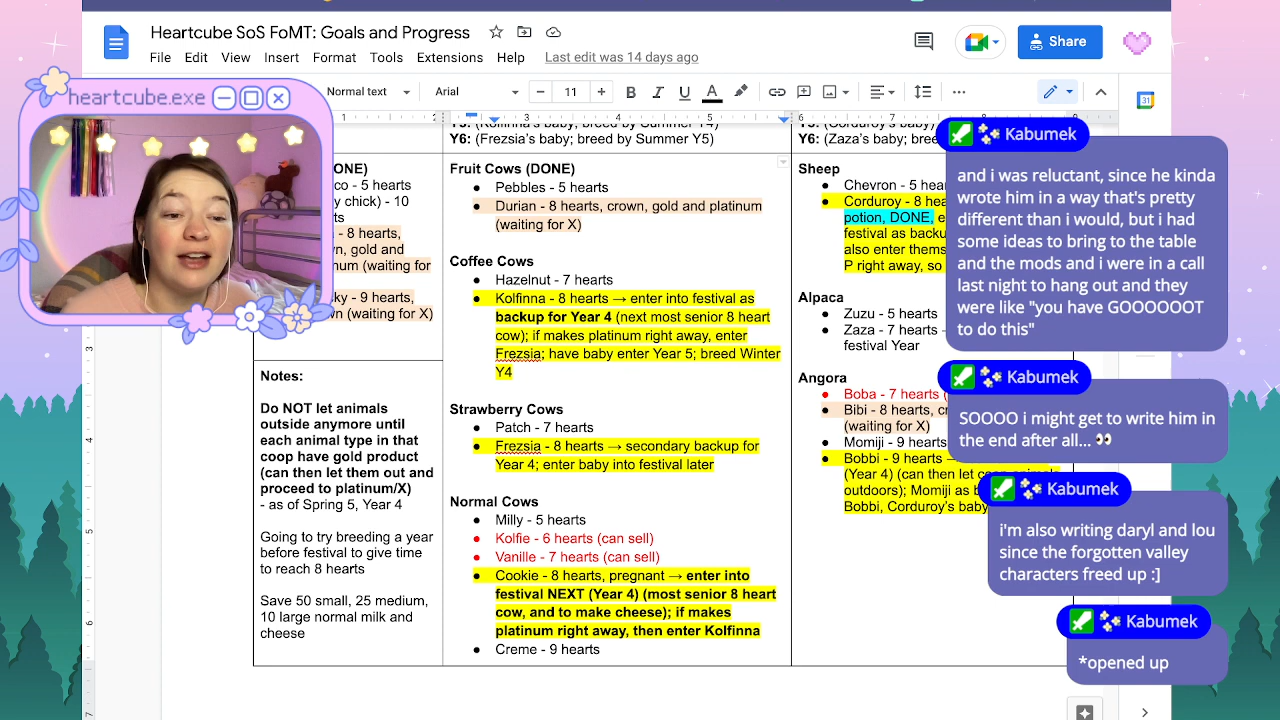 Heartcube SoS FoMT: Goals and Progress
File Edit View Insert Format Tools Extensions Help Last edit was 14 days ago
Share
heartcube.exe
Normal text Arial 11 B I U A
31
1 2 3 4 5 6
3
4
5
6
7
Y6: (Frezsia's baby; breed by Summer Y5)
Y6: (Zaza's baby; bree
ONE)
co - 5 hearts
y chick) - 10
ts
- 8 hearts,
wn, gold and
num (waiting for
ky - 9 hearts,
n (waiting for X)
Notes:
Do NOT let animals
outside anymore until
each animal type in that
coop have gold product
(can then let them out and
proceed to platinum/X)
- as of Spring 5, Year 4
Going to try breeding a year
before festival to give time
to reach 8 hearts
Save 50 small, 25 medium,
10 large normal milk and
cheese
Fruit Cows (DONE)
● Pebbles - 5 hearts
● Durian - 8 hearts, crown, gold and platinum
(waiting for X)
Coffee Cows
● Hazelnut - 7 hearts
● Kolfinna - 8 hearts → enter into festival as
backup for Year 4 (next most senior 8 heart
cow); if makes platinum right away, enter
Frezsia; have baby enter Year 5; breed Winter
Y4
Strawberry Cows
● Patch - 7 hearts
● Frezsia - 8 hearts → secondary backup for
Year 4; enter baby into festival later
Normal Cows
● Milly - 5 hearts
● Kolfie - 6 hearts (can sell)
● Vanille - 7 hearts (can sell)
● Cookie - 8 hearts, pregnant → enter into
festival NEXT (Year 4) (most senior 8 heart
cow, and to make cheese); if makes
platinum right away, then enter Kolfinna
● Creme - 9 hearts
Sheep
● Chevron - 5 hear
● Corduroy - 8 hea
potion, DONE, e
festival as backu
also enter thems
P right away, so
Alpaca
● Zuzu - 5 hearts
● Zaza - 7 hearts
festival Year
Angora
● Boba - 7 hearts
● Bibi - 8 hearts, cr
(waiting for X)
● Momiji - 9 hearts
● Bobbi - 9 hearts
(Year 4) (can then let
outdoors); Momiji as b
Bobbi, Corduroy's baby
Kabumek
and i was reluctant, since he kinda
wrote him in a way that's pretty
different than i would, but i had
some ideas to bring to the table
and the mods and i were in a call
last night to hang out and they
were like "you have GOOOOOOT
to do this"
Kabumek
SOOOO i might get to write him in
the end after all... 👀
Kabumek
i'm also writing daryl and lou
since the forgotten valley
characters freed up :]
Kabumek
*opened up